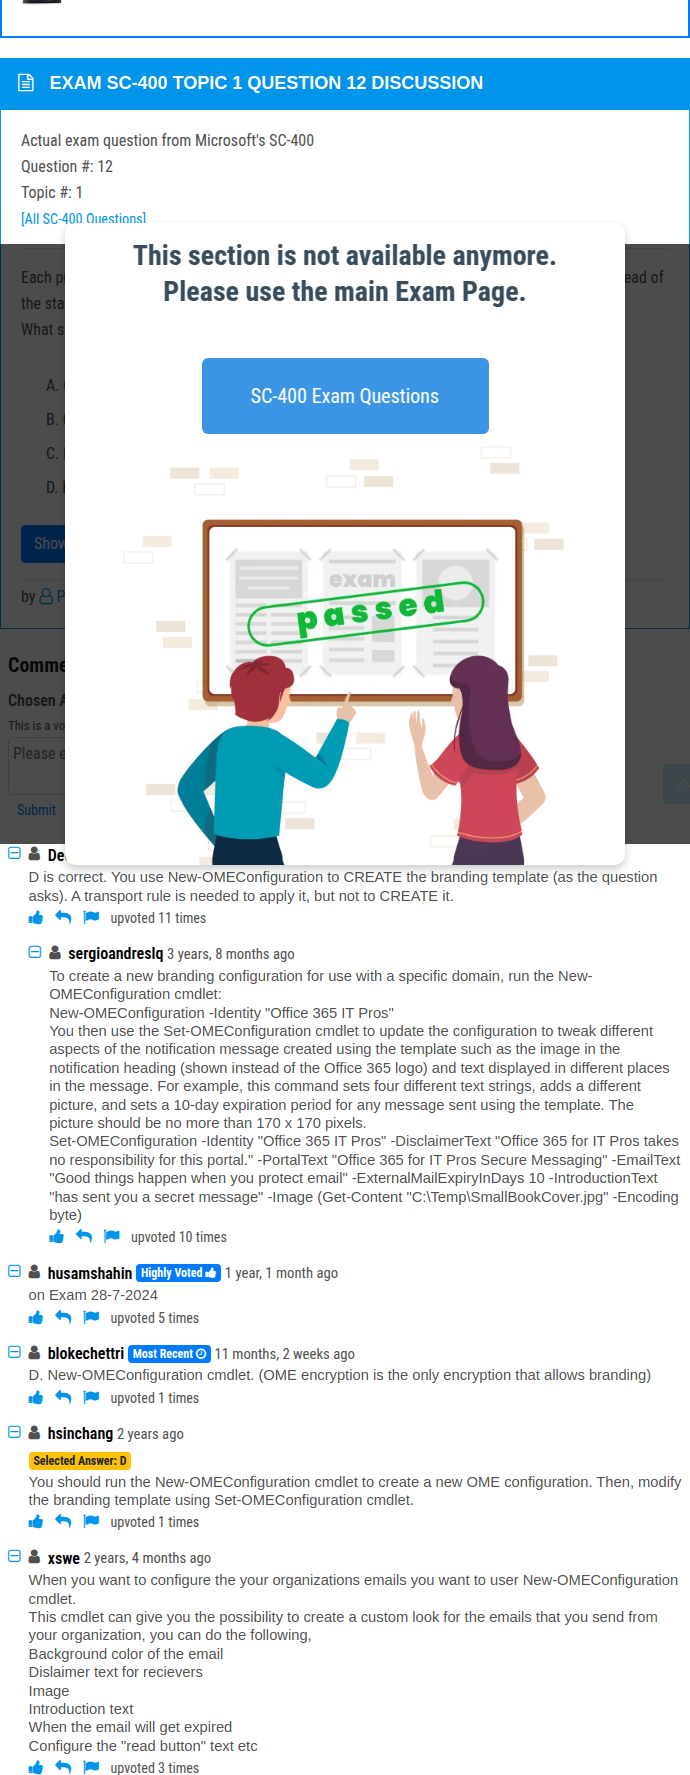 EXAM SC-400 TOPIC 1 QUESTION 12 DISCUSSION
Actual exam question from Microsoft's SC-400
Question #: 12
Topic #: 1
[All SC-400 Questions]
This section is not available anymore.
Please use the main Exam Page.
Each
ead of
the sta
What s
SC-400 Exam Questions
A.
B.
C.
D.
Show
exam
passed
by
Comme
Chosen A
This is a vo
Please e
Submit
De
D is correct. You use New-OMEConfiguration to CREATE the branding template (as the question
asks). A transport rule is needed to apply it, but not to CREATE it.
upvoted 11 times
sergioandreslq 3 years, 8 months ago
To create a new branding configuration for use with a specific domain, run the New-
OMEConfiguration cmdlet:
New-OMEConfiguration -Identity "Office 365 IT Pros"
You then use the Set-OMEConfiguration cmdlet to update the configuration to tweak different
aspects of the notification message created using the template such as the image in the
notification heading (shown instead of the Office 365 logo) and text displayed in different places
in the message. For example, this command sets four different text strings, adds a different
picture, and sets a 10-day expiration period for any message sent using the template. The
picture should be no more than 170 x 170 pixels.
Set-OMEConfiguration -Identity "Office 365 IT Pros" -DisclaimerText "Office 365 for IT Pros takes
no responsibility for this portal." -PortalText "Office 365 for IT Pros Secure Messaging" -EmailText
"Good things happen when you protect email" -ExternalMailExpiryInDays 10 -IntroductionText
"has sent you a secret message" -Image (Get-Content "C:\Temp\SmallBookCover.jpg" -Encoding
byte)
upvoted 10 times
husamshahin Highly Voted 1 year, 1 month ago
on Exam 28-7-2024
upvoted 5 times
blokechettri Most Recent 11 months, 2 weeks ago
D. New-OMEConfiguration cmdlet. (OME encryption is the only encryption that allows branding)
upvoted 1 times
hsinchang 2 years ago
Selected Answer: D
You should run the New-OMEConfiguration cmdlet to create a new OME configuration. Then, modify
the branding template using Set-OMEConfiguration cmdlet.
upvoted 1 times
xswe 2 years, 4 months ago
When you want to configure the your organizations emails you want to user New-OMEConfiguration
cmdlet.
This cmdlet can give you the possibility to create a custom look for the emails that you send from
your organization, you can do the following,
Background color of the email
Dislaimer text for recievers
Image
Introduction text
When the email will get expired
Configure the "read button" text etc
upvoted 3 times